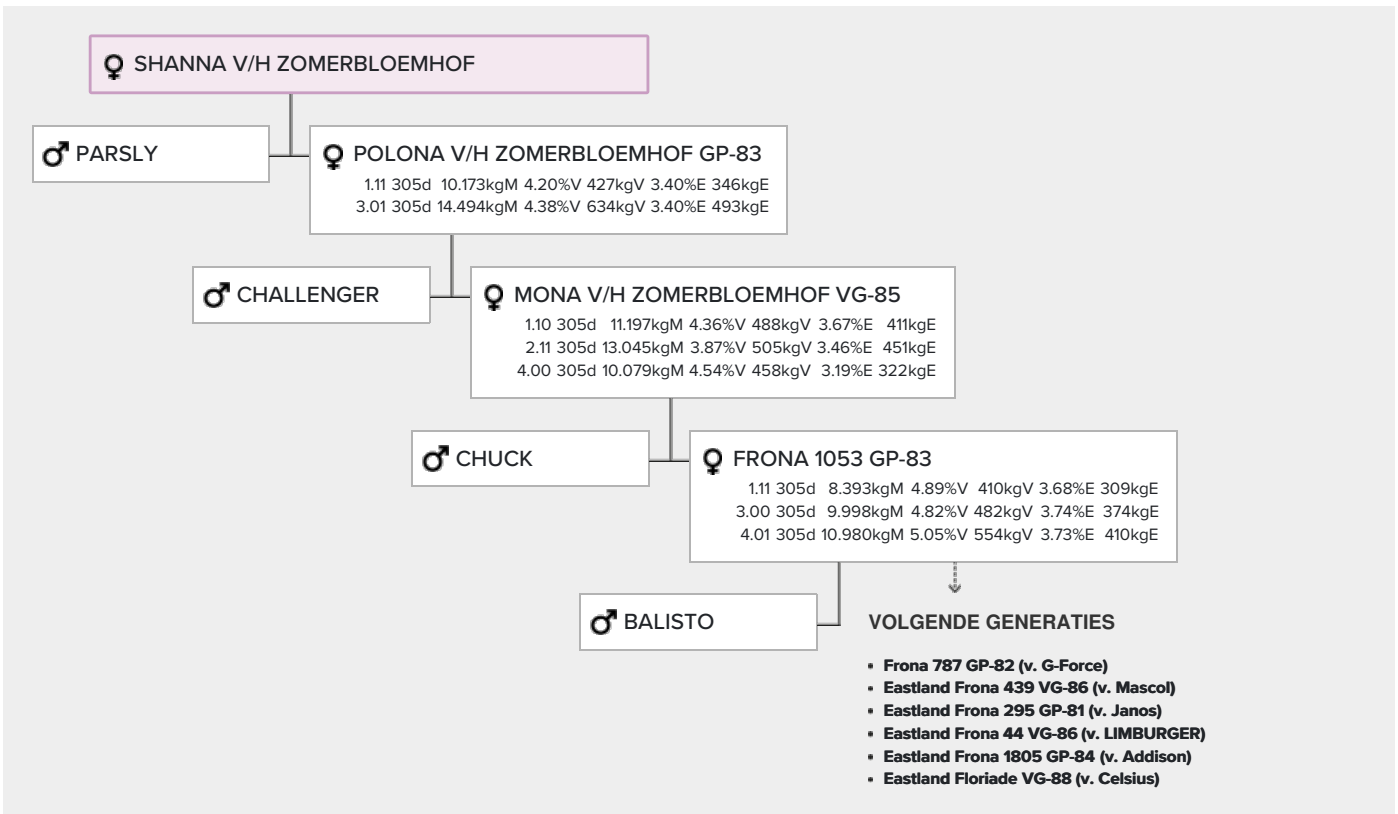 SHANNA V/H ZOMERBLOEMHOF
PARSLY
POLONA V/H ZOMERBLOEMHOF GP-83
1.11 305d 10.173kgM 4.20%V 427kgV 3.40%E 346kgE
3.01 305d 14.494kgM 4.38%V 634kgV 3.40%E 493kgE
CHALLENGER
MONA V/H ZOMERBLOEMHOF VG-85
1.10 305d 11.197kgM 4.36%V 488kgV 3.67%E 411kgE
2.11 305d 13.045kgM 3.87%V 505kgV 3.46%E 451kgE
4.00 305d 10.079kgM 4.54%V 458kgV 3.19%E 322kgE
CHUCK
FRONA 1053 GP-83
1.11 305d 8.393kgM 4.89%V 410kgV 3.68%E 309kgE
3.00 305d 9.998kgM 4.82%V 482kgV 3.74%E 374kgE
4.01 305d 10.980kgM 5.05%V 554kgV 3.73%E 410kgE
BALISTO
VOLGENDE GENERATIES
• Frona 787 GP-82 (v. G-Force)
• Eastland Frona 439 VG-86 (v. Mascol)
• Eastland Frona 295 GP-81 (v. Janos)
• Eastland Frona 44 VG-86 (v. LIMBURGER)
• Eastland Frona 1805 GP-84 (v. Addison)
• Eastland Floriade VG-88 (v. Celsius)